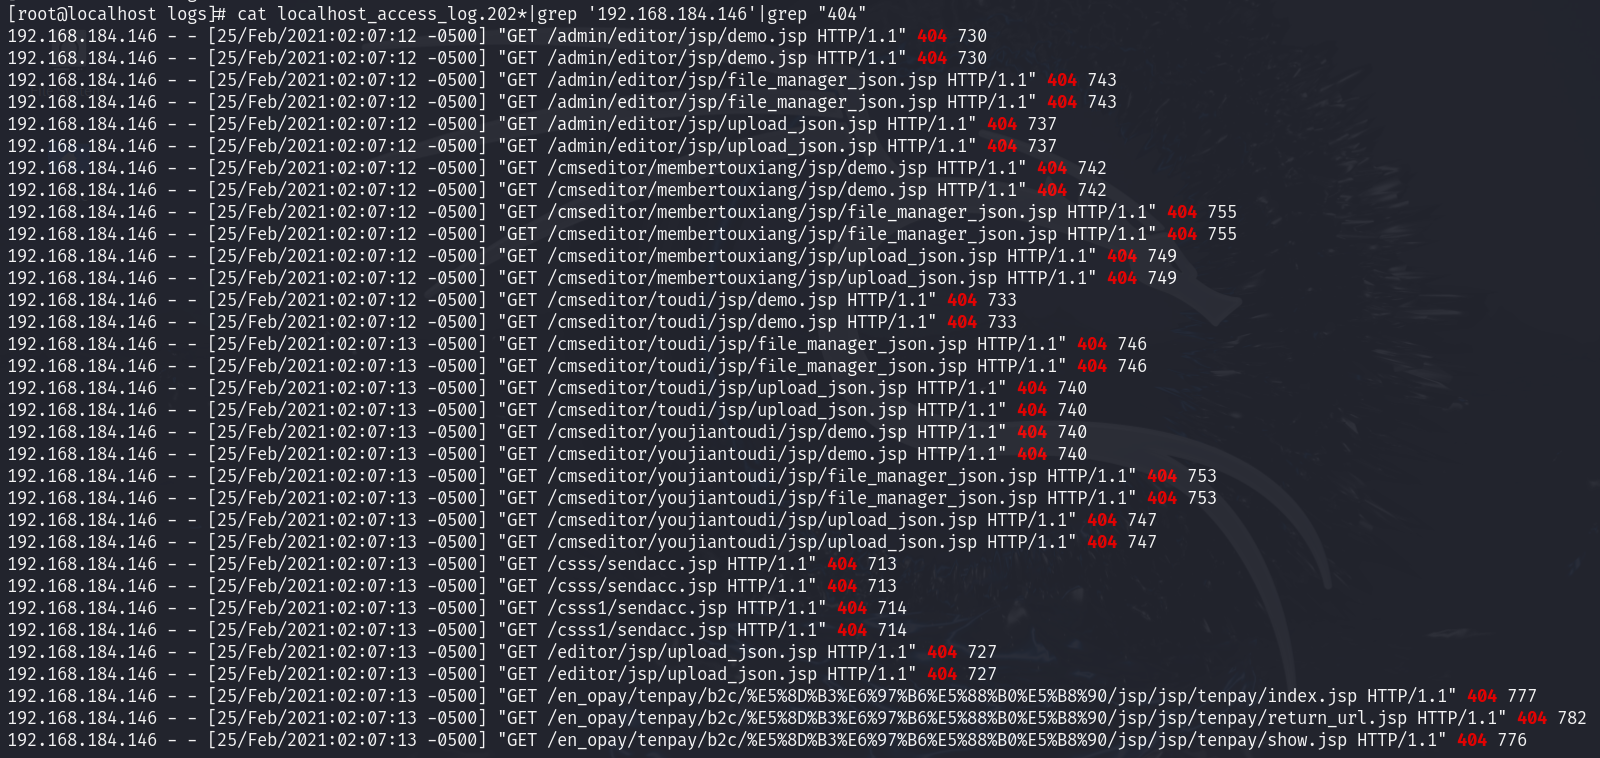 [root@localhost logs]# cat localhost_access_log.202*|grep '192.168.184.146'|grep "404"
192.168.184.146 - - [25/Feb/2021:02:07:12 -0500] "GET /admin/editor/jsp/demo.jsp HTTP/1.1" 404 730
192.168.184.146 - - [25/Feb/2021:02:07:12 -0500] "GET /admin/editor/jsp/demo.jsp HTTP/1.1" 404 730
192.168.184.146 - - [25/Feb/2021:02:07:12 -0500] "GET /admin/editor/jsp/file_manager_json.jsp HTTP/1.1" 404 743
192.168.184.146 - - [25/Feb/2021:02:07:12 -0500] "GET /admin/editor/jsp/file_manager_json.jsp HTTP/1.1" 404 743
192.168.184.146 - - [25/Feb/2021:02:07:12 -0500] "GET /admin/editor/jsp/upload_json.jsp HTTP/1.1" 404 737
192.168.184.146 - - [25/Feb/2021:02:07:12 -0500] "GET /admin/editor/jsp/upload_json.jsp HTTP/1.1" 404 737
192.168.184.146 - - [25/Feb/2021:02:07:12 -0500] "GET /cmseditor/membertouxiang/jsp/demo.jsp HTTP/1.1" 404 742
192.168.184.146 - - [25/Feb/2021:02:07:12 -0500] "GET /cmseditor/membertouxiang/jsp/demo.jsp HTTP/1.1" 404 742
192.168.184.146 - - [25/Feb/2021:02:07:12 -0500] "GET /cmseditor/membertouxiang/jsp/file_manager_json.jsp HTTP/1.1" 404 755
192.168.184.146 - - [25/Feb/2021:02:07:12 -0500] "GET /cmseditor/membertouxiang/jsp/file_manager_json.jsp HTTP/1.1" 404 755
192.168.184.146 - - [25/Feb/2021:02:07:12 -0500] "GET /cmseditor/membertouxiang/jsp/upload_json.jsp HTTP/1.1" 404 749
192.168.184.146 - - [25/Feb/2021:02:07:12 -0500] "GET /cmseditor/membertouxiang/jsp/upload_json.jsp HTTP/1.1" 404 749
192.168.184.146 - - [25/Feb/2021:02:07:12 -0500] "GET /cmseditor/toudi/jsp/demo.jsp HTTP/1.1" 404 733
192.168.184.146 - - [25/Feb/2021:02:07:12 -0500] "GET /cmseditor/toudi/jsp/demo.jsp HTTP/1.1" 404 733
192.168.184.146 - - [25/Feb/2021:02:07:13 -0500] "GET /cmseditor/toudi/jsp/file_manager_json.jsp HTTP/1.1" 404 746
192.168.184.146 - - [25/Feb/2021:02:07:13 -0500] "GET /cmseditor/toudi/jsp/file_manager_json.jsp HTTP/1.1" 404 746
192.168.184.146 - - [25/Feb/2021:02:07:13 -0500] "GET /cmseditor/toudi/jsp/upload_json.jsp HTTP/1.1" 404 740
192.168.184.146 - - [25/Feb/2021:02:07:13 -0500] "GET /cmseditor/toudi/jsp/upload_json.jsp HTTP/1.1" 404 740
192.168.184.146 - - [25/Feb/2021:02:07:13 -0500] "GET /cmseditor/youjiantoudi/jsp/demo.jsp HTTP/1.1" 404 740
192.168.184.146 - - [25/Feb/2021:02:07:13 -0500] "GET /cmseditor/youjiantoudi/jsp/demo.jsp HTTP/1.1" 404 740
192.168.184.146 - - [25/Feb/2021:02:07:13 -0500] "GET /cmseditor/youjiantoudi/jsp/file_manager_json.jsp HTTP/1.1" 404 753
192.168.184.146 - - [25/Feb/2021:02:07:13 -0500] "GET /cmseditor/youjiantoudi/jsp/file_manager_json.jsp HTTP/1.1" 404 753
192.168.184.146 - - [25/Feb/2021:02:07:13 -0500] "GET /cmseditor/youjiantoudi/jsp/upload_json.jsp HTTP/1.1" 404 747
192.168.184.146 - - [25/Feb/2021:02:07:13 -0500] "GET /cmseditor/youjiantoudi/jsp/upload_json.jsp HTTP/1.1" 404 747
192.168.184.146 - - [25/Feb/2021:02:07:13 -0500] "GET /csss/sendacc.jsp HTTP/1.1" 404 713
192.168.184.146 - - [25/Feb/2021:02:07:13 -0500] "GET /csss/sendacc.jsp HTTP/1.1" 404 713
192.168.184.146 - - [25/Feb/2021:02:07:13 -0500] "GET /csss1/sendacc.jsp HTTP/1.1" 404 714
192.168.184.146 - - [25/Feb/2021:02:07:13 -0500] "GET /csss1/sendacc.jsp HTTP/1.1" 404 714
192.168.184.146 - - [25/Feb/2021:02:07:13 -0500] "GET /editor/jsp/upload_json.jsp HTTP/1.1" 404 727
192.168.184.146 - - [25/Feb/2021:02:07:13 -0500] "GET /editor/jsp/upload_json.jsp HTTP/1.1" 404 727
192.168.184.146 - - [25/Feb/2021:02:07:13 -0500] "GET /en_opay/tenpay/b2c/%E5%8D%B3%E6%97%B6%E5%88%B0%E5%B8%90/jsp/jsp/tenpay/index.jsp HTTP/1.1" 404 777
192.168.184.146 - - [25/Feb/2021:02:07:13 -0500] "GET /en_opay/tenpay/b2c/%E5%8D%B3%E6%97%B6%E5%88%B0%E5%B8%90/jsp/jsp/tenpay/return_url.jsp HTTP/1.1" 404 782
192.168.184.146 - - [25/Feb/2021:02:07:13 -0500] "GET /en_opay/tenpay/b2c/%E5%8D%B3%E6%97%B6%E5%88%B0%E5%B8%90/jsp/jsp/tenpay/show.jsp HTTP/1.1" 404 776